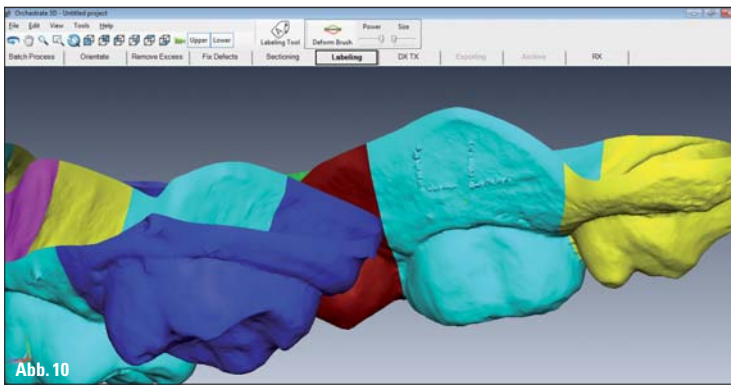 Orchestrate 3D - Untitled project
File Edit View Tools Help
Power Size
Upper Lower Labeling Tool Deform Brush
Batch Process Orientate Remove Excess Fix Defects Sectioning Labeling DX TX Exporting Archive RX
LL
Abb. 10